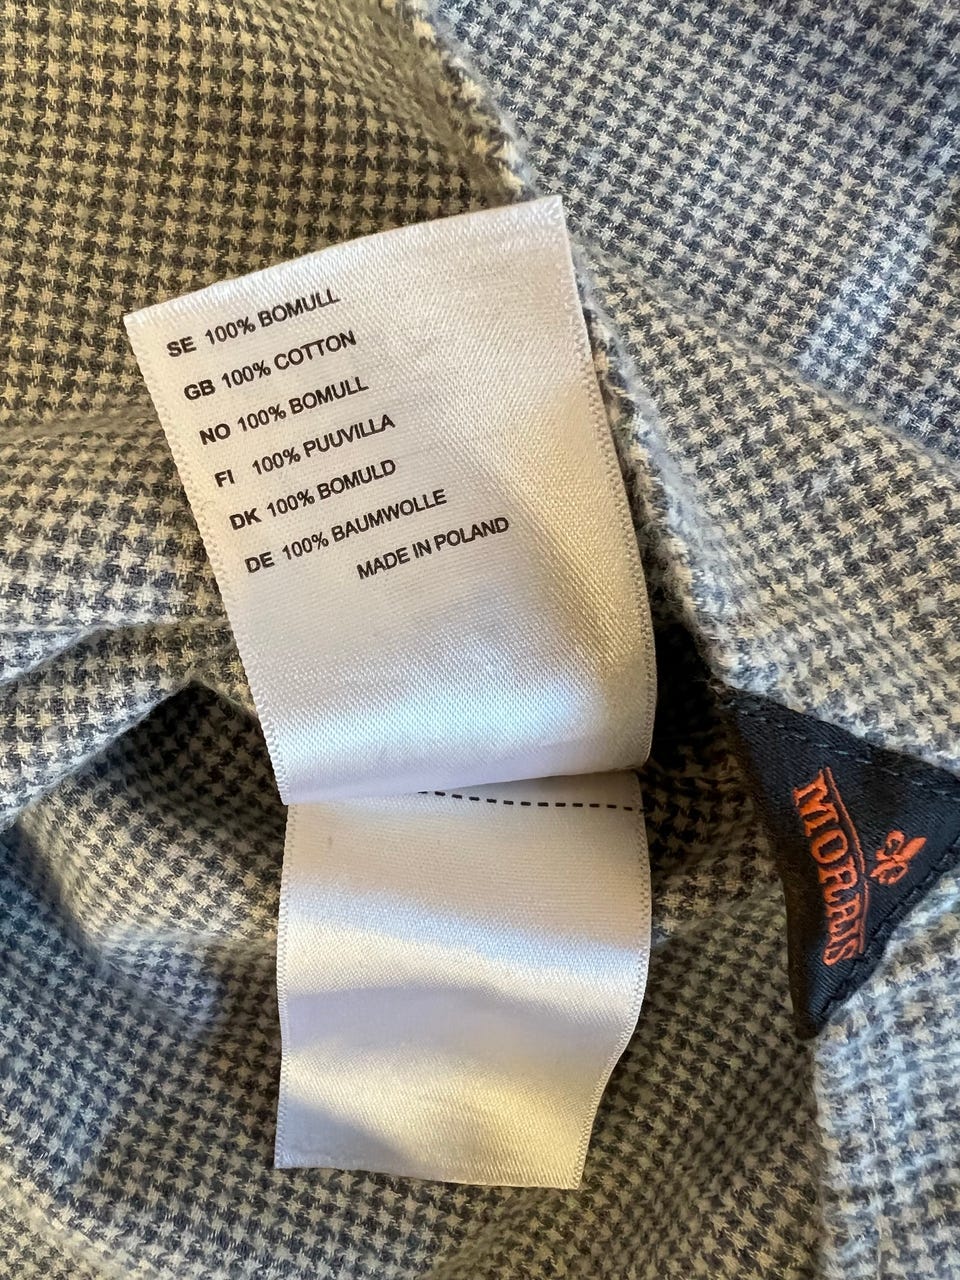 SE 100% BOMULL
GB 100% COTTON
NO 100% BOMULL
FI 100% PUUVILLA
DK 100% BOMULD
DE 100% BAUMWOLLE
MADE IN POLAND
MORRIS